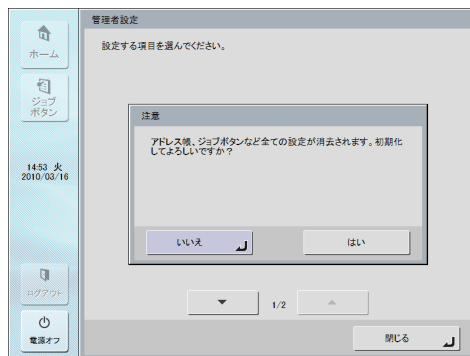 管理者設定
ホーム
設定する項目を選んでください。
ジョブ
ボタン
注意
アドレス帳、ジョブボタンなど全ての設定が消去されます。初期化
してよろしいですか？
14:53 火
2010/03/16
いいえ
はい
ログアウト
1/2
電源オフ
閉じる